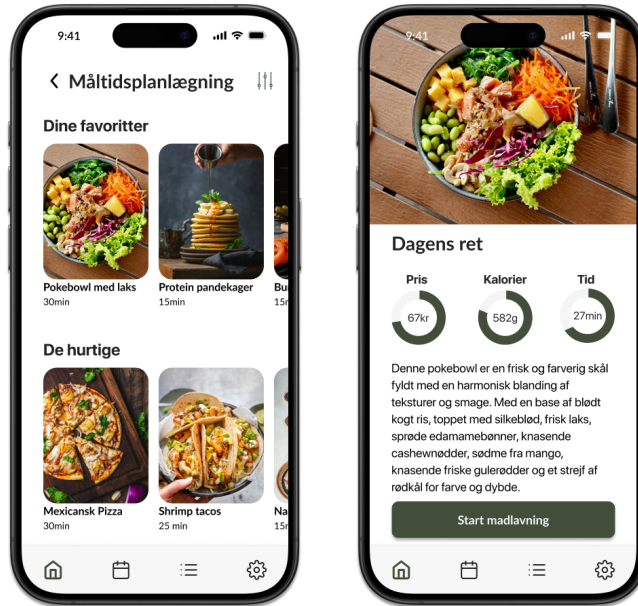 9:41
Måltidsplanlægning
Dine favoritter
Pokebowl med laks
30min
Protein pandekager
15min
De hurtige
Mexicansk Pizza
30min
Shrimp tacos
25 min
9:41
Dagens ret
Pris
Kalorier
Tid
67kr
582g
27min
Denne pokebowl er en frisk og farverig skål
fyldt med en harmonisk blanding af
teksturer og smage. Med en base af blødt
kogt ris, toppet med silkeblød, frisk laks,
sprøde edamamebønner, knasende
cashewnødder, sødme fra mango,
knasende friske gulerødder og et strejf af
rødkål for farve og dybde.
Start madlavning